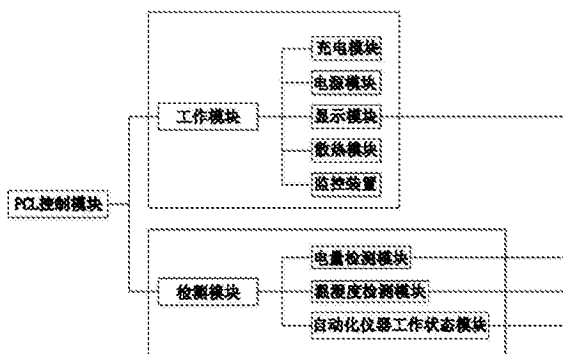 充电模块
电源模块
工作模块
显示模块
散热模块
监控装置
PCL控制模块
电量检测模块
检测模块
温湿度检测模块
自动化仪器工作状态模块